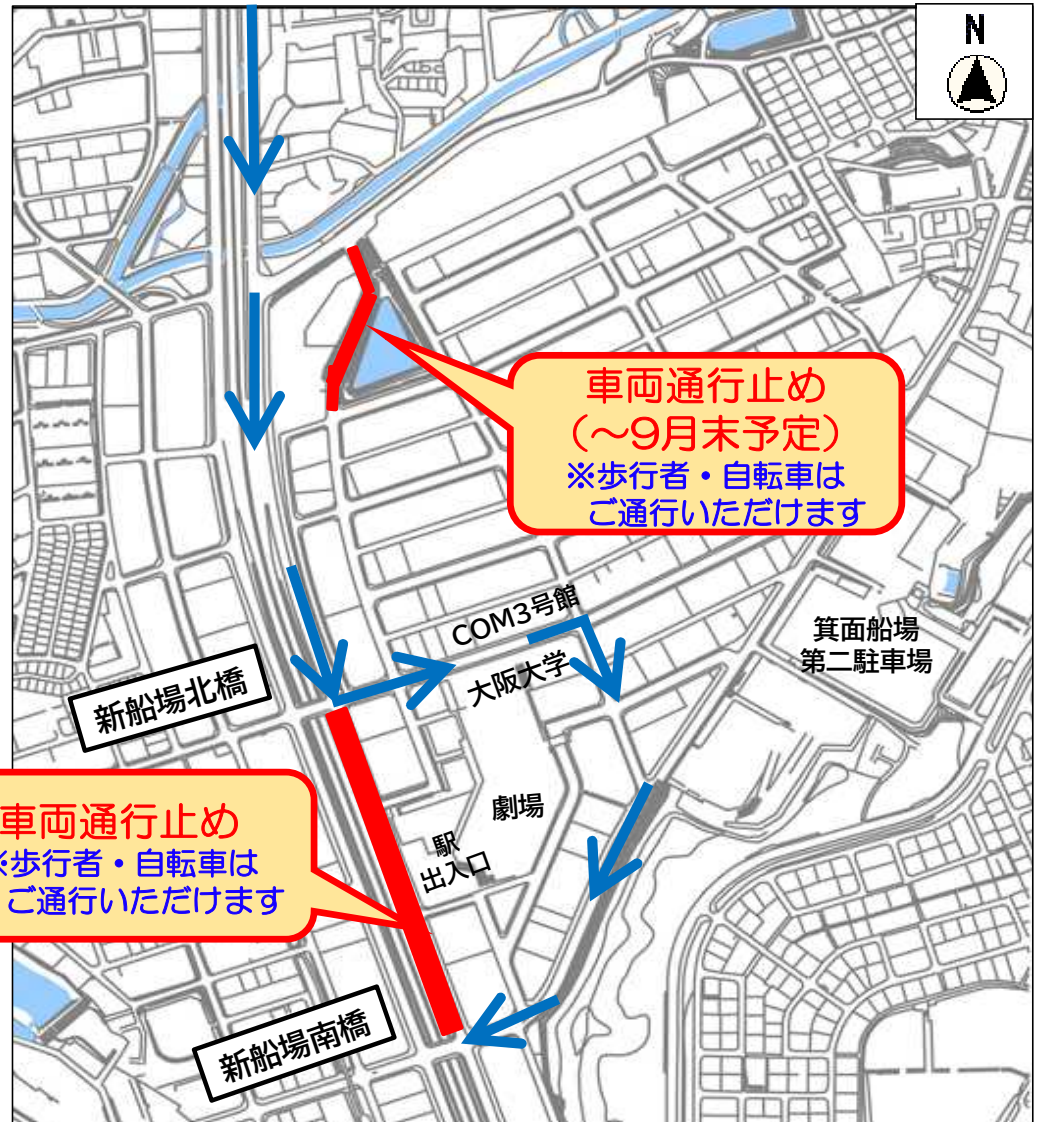 N
車両通行止め
（～9月末予定）
※歩行者・自転車は
ご通行いただけます
COM3号館
大阪大学
箕面船場
第二駐車場
新船場北橋
劇場
駅
出入口
車両通行止め
※歩行者・自転車は
ご通行いただけます
新船場南橋